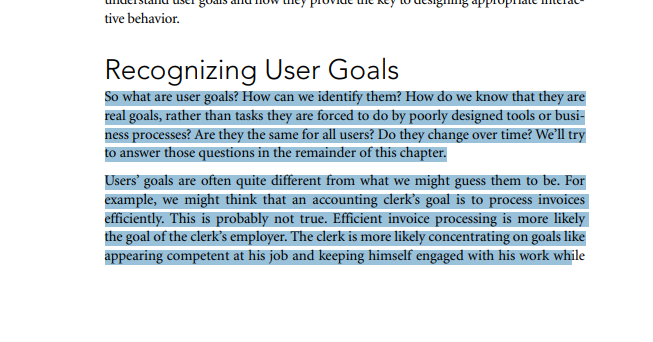 understand user goals and how they provide the key to designing appropriate interac-
tive behavior.
Recognizing User Goals
So what are user goals? How can we identify them? How do we know that they are
real goals, rather than tasks they are forced to do by poorly designed tools or busi-
ness processes? Are they the same for all users? Do they change over time? We'll try
to answer those questions in the remainder of this chapter.
Users' goals are often quite different from what we might guess them to be. For
example, we might think that an accounting clerk's goal is to process invoices
efficiently. This is probably not true. Efficient invoice processing is more likely
the goal of the clerk's employer. The clerk is more likely concentrating on goals like
appearing competent at his job and keeping himself engaged with his work while